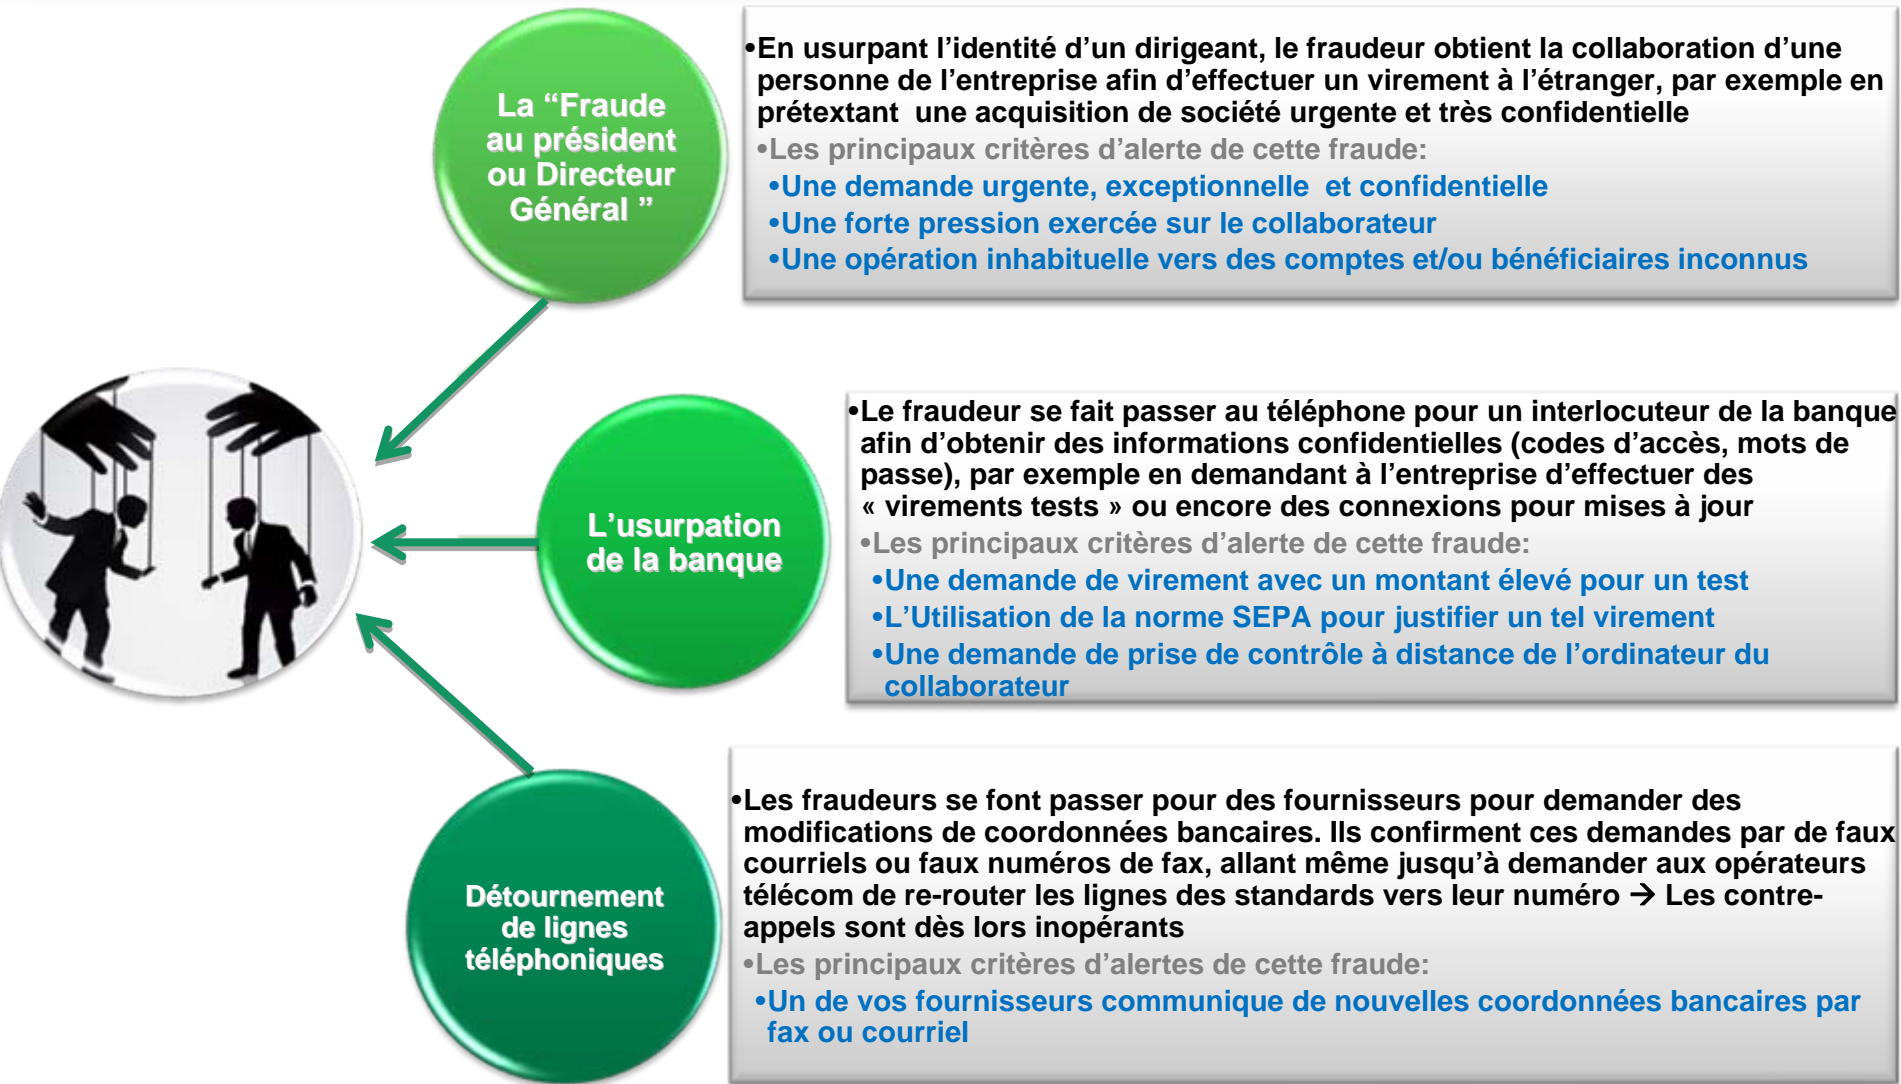 La “Fraude
au président
ou Directeur
Général ”
•En usurpant l’identité d’un dirigeant, le fraudeur obtient la collaboration d’une
personne de l’entreprise afin d’effectuer un virement à l’étranger, par exemple en
prétextant  une acquisition de société urgente et très confidentielle
•Les principaux critères d’alerte de cette fraude:
•Une demande urgente, exceptionnelle  et confidentielle
•Une forte pression exercée sur le collaborateur
•Une opération inhabituelle vers des comptes et/ou bénéficiaires inconnus
L’usurpation
de la banque
•Le fraudeur se fait passer au téléphone pour un interlocuteur de la banque
afin d’obtenir des informations confidentielles (codes d’accès, mots de
passe), par exemple en demandant à l’entreprise d’effectuer des
« virements tests » ou encore des connexions pour mises à jour
•Les principaux critères d’alerte de cette fraude:
•Une demande de virement avec un montant élevé pour un test
•L’Utilisation de la norme SEPA pour justifier un tel virement
•Une demande de prise de contrôle à distance de l’ordinateur du
collaborateur
Détournement
de lignes
téléphoniques
•Les fraudeurs se font passer pour des fournisseurs pour demander des
modifications de coordonnées bancaires. Ils confirment ces demandes par de faux
courriels ou faux numéros de fax, allant même jusqu’à demander aux opérateurs
télécom de re-router les lignes des standards vers leur numéro → Les contre-
appels sont dès lors inopérants
•Les principaux critères d’alertes de cette fraude:
•Un de vos fournisseurs communique de nouvelles coordonnées bancaires par
fax ou courriel